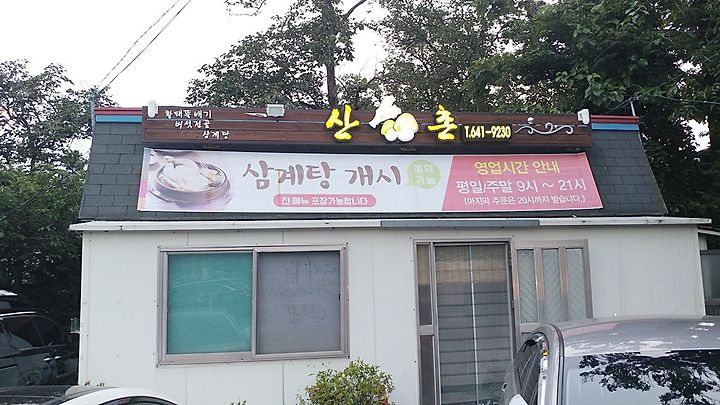 황태뚝배기
버섯전골
삼계탕
산 촌 T.641-9230
삼계탕 개시
예약
가능
전 메뉴 포장가능합니다
영업시간 안내
평일/주말 9시 ~ 21시
(마지막 주문은 20시까지 받습니다.)